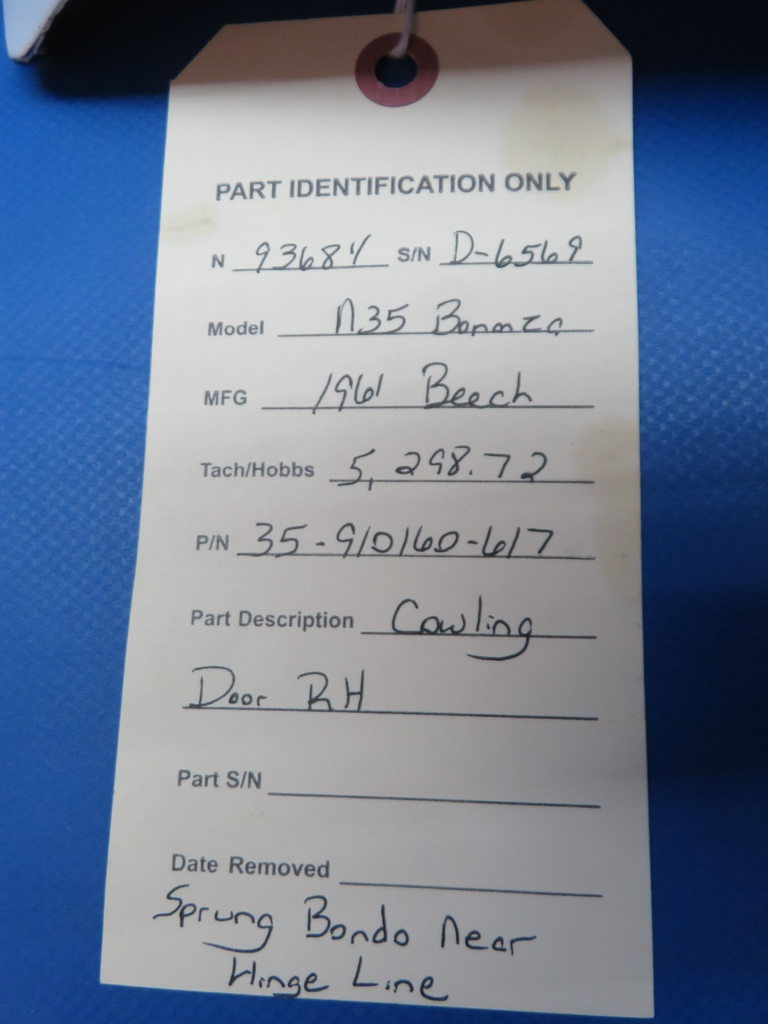 PART IDENTIFICATION ONLY
N 9368Y S/N D-6569
Model N35 Bonanza
MFG 1961 Beech
Tach/Hobbs 5,298.72
P/N 35-910160-617
Part Description Cowling
Door RH
Part S/N
Date Removed
Sprung Bondo Near
Hinge Line